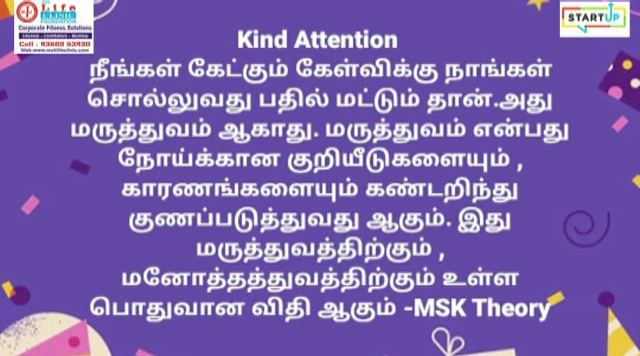 Life
CLINIC
FOUNDATION
Corporate Fitness Solutions
STARTUP
Kind Attention
நீங்கள் கேட்கும் கேள்விக்கு நாங்கள்
சொல்லுவது பதில் மட்டும் தான்.அது
மருத்துவம் ஆகாது. மருத்துவம் என்பது
நோய்க்கான குறியீடுகளையும் ,
காரணங்களையும் கண்டறிந்து
குணப்படுத்துவது ஆகும். இது
மருத்துவத்திற்கும் ,
மனோத்தத்துவத்திற்கும் உள்ள
பொதுவான விதி ஆகும் -MSK Theory